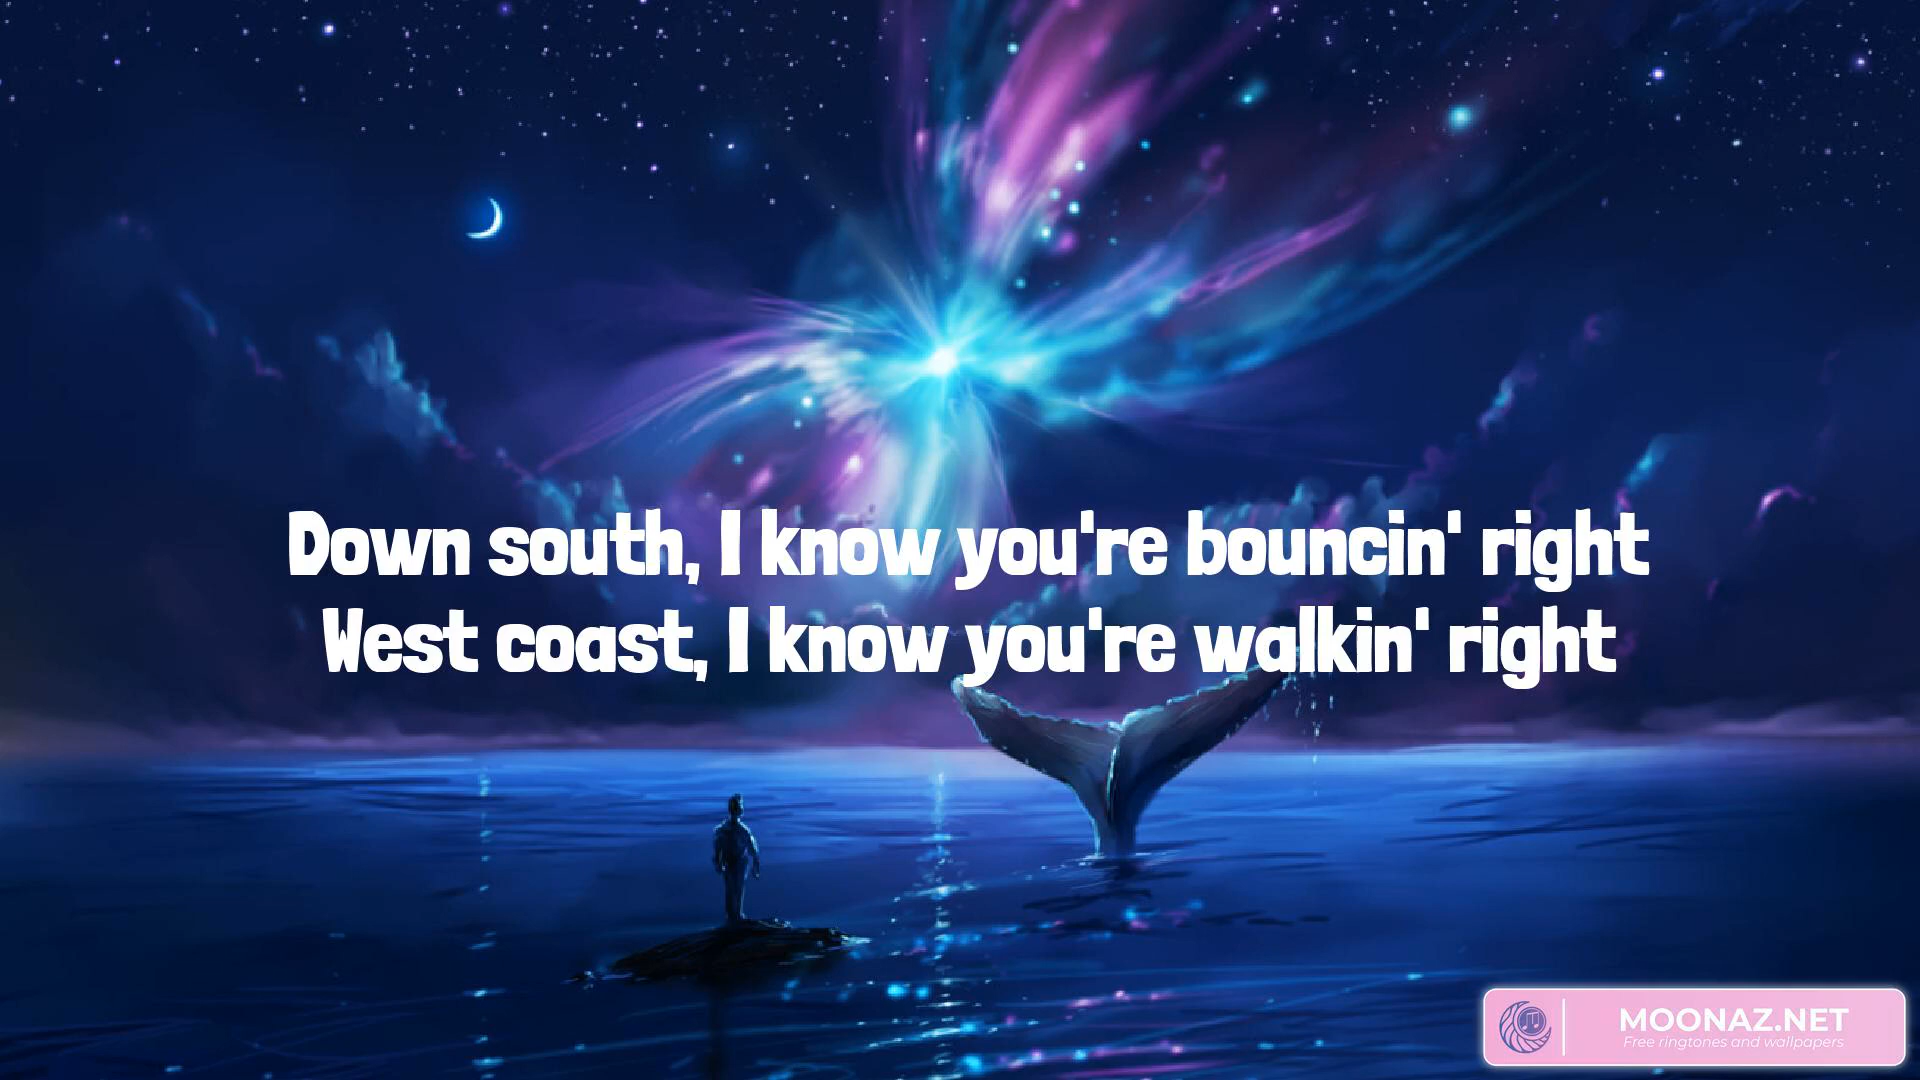 Down south, I know you're bouncin' right
West coast, I know you're walkin' right
MOONAZ.NET
Free ringtones and wallpapers